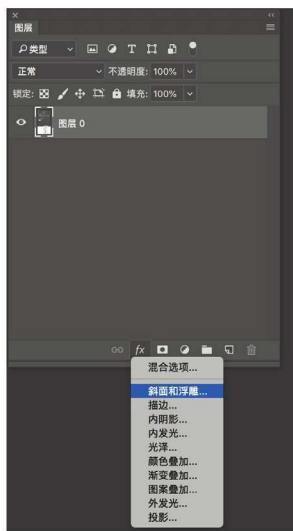 图层
类型
正常 不透明度: 100%
锁定: 填充: 100%
图层 0
fx
混合选项...
斜面和浮雕...
描边...
内阴影...
内发光...
光泽...
颜色叠加...
渐变叠加...
图案叠加...
外发光...
投影...